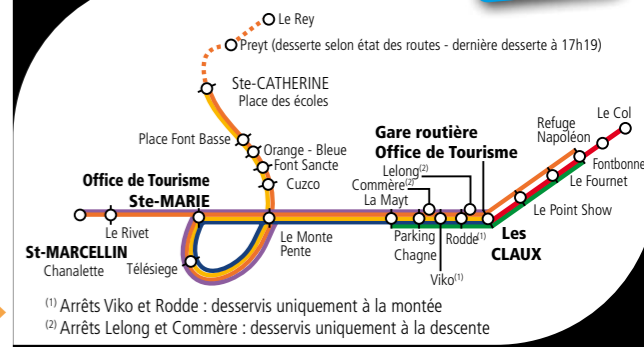 Le Rey
Preyt (desserte selon état des routes - dernière desserte à 17h19)
Ste-CATHERINE
Place des écoles
Place Font Basse
Orange - Bleue
Font Sancte
Cuzco
Office de Tourisme
Ste-MARIE
Le Rivet
St-MARCELLIN
Chanalette
Télésiege
Le Monte
Pente
Gare routière
Office de Tourisme
Lelong(2)
Commère(2)
La Mayt
Parking
Chagne
Viko(1)
Rodde(1)
Les
CLAUX
Le Point Show
Le Fournet
Fontbonne
Refuge
Napoléon
Le Col
(1) Arrêts Viko et Rodde : desservis uniquement à la montée
(2) Arrêts Lelong et Commère : desservis uniquement à la descente